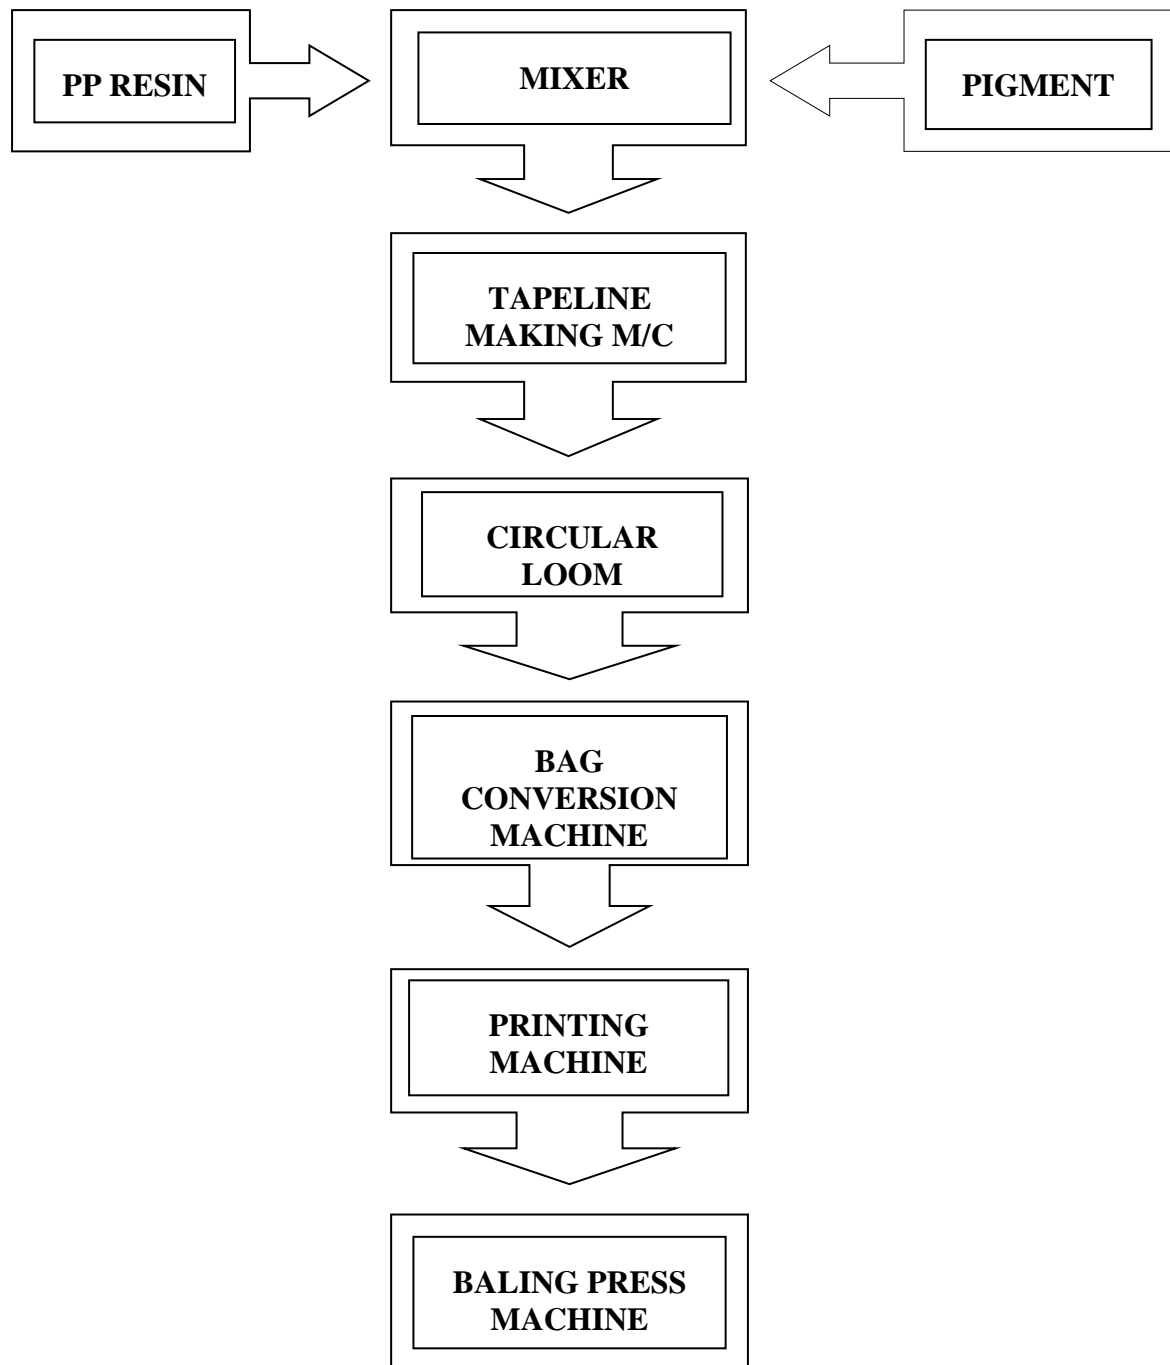 PP RESIN
MIXER
PIGMENT
TAPELINE
MAKING M/C
CIRCULAR
LOOM
BAG
CONVERSION
MACHINE
PRINTING
MACHINE
BALING PRESS
MACHINE